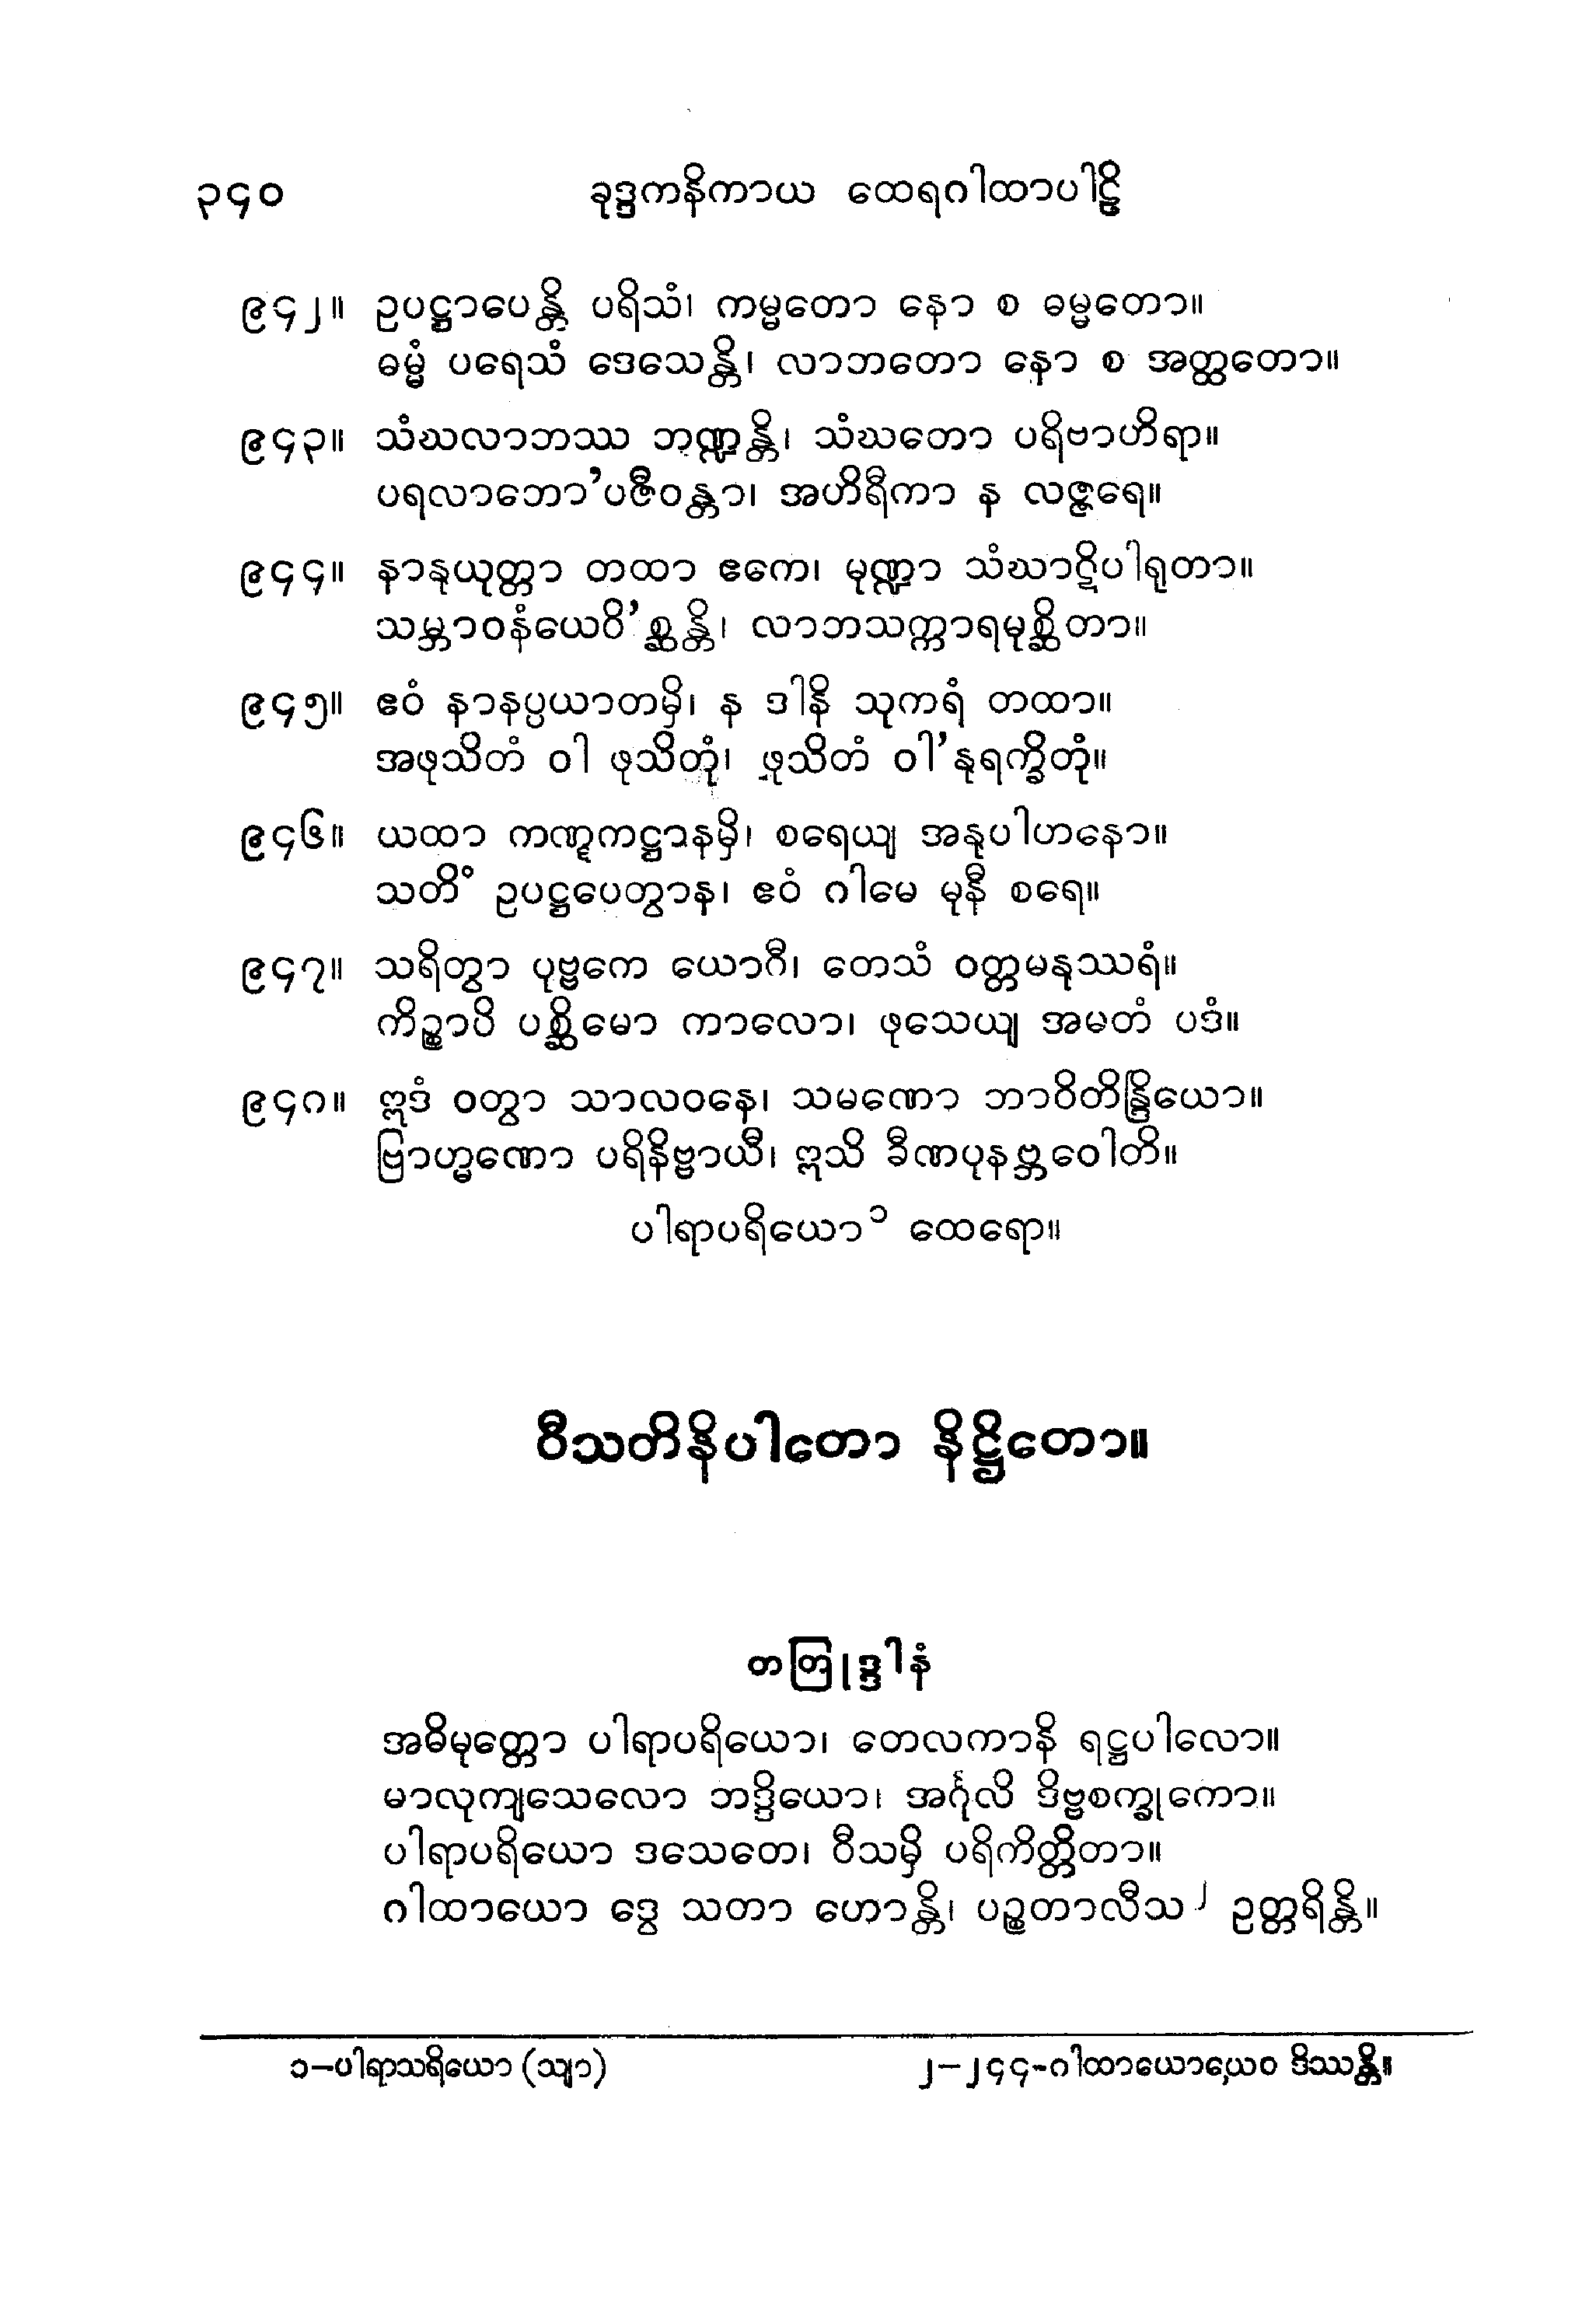 ၃၄၀ ခုဒ္ဒကနိကာယ ထေရဂါထာပါဠိ
၉၄၂။ ဥပဋ္ဌာပေန္တိ ပရိသံ၊ ကမ္မတော နော စ ဓမ္မတော။
ဓမ္မံ ပရေသံ ဒေသေန္တိ၊ လာဘတော နော စ အတ္ထတော။
၉၄၃။ သံဃလာဘဿ ဘဏ္ဍန္တိ၊ သံဃတော ပရိဗာဟိရာ။
ပရလာဘော’ပဇီဝန္တာ၊ အဟိရီကာ န လဇ္ဇရေ။
၉၄၄။ နာနုယုတ္တာ တထာ ဧကေ၊ မုဏ္ဍာ သံဃာဋိပါရုတာ။
သမ္ဘာဝနံယေဝိ’စ္ဆန္တိ၊ လာဘသက္ကာရမုစ္ဆိတာ။
၉၄၅။ ဧဝံ နာနပ္ပယာတမှိ၊ န ဒါနိ သုကရံ တထာ။
အဖုသိတံ ဝါ ဖုသိတုံ၊ ဖုသိတံ ဝါ’နုရက္ခိတုံ။
၉၄၆။ ယထာ ကဏ္ဋကဋ္ဌာနမှိ၊ စရေယျ အနုပါဟနော။
သတိံ ဥပဋ္ဌပေတွာန၊ ဧဝံ ဂါမေ မုနီ စရေ။
၉၄၇။ သရိတွာ ပုဗ္ဗကေ ယောဂီ၊ တေသံ ဝတ္တမနုဿရံ။
ကိဉ္စာပိ ပစ္ဆိမော ကာလော၊ ဖုသေယျ အမတံ ပဒံ။
၉၄၈။ ဣဒံ ဝတွာ သာလဝနေ၊ သမဏော ဘာဝိတိန္ဒြိယော။
ဗြာဟ္မဏော ပရိနိဗ္ဗာယီ၊ ဣသိ ခီဏပုနဗ္ဘဝေါတိ။
ပါရာပရိယော၁ ထေရော။
ဝီသတိနိပါတော နိဋ္ဌိတော။
တတြုဒ္ဒါနံ
အဓိမုတ္တော ပါရာပရိယော၊ တေလကာနိ ရဋ္ဌပါလော။
မာလုကျသေလော ဘဒ္ဒိယော၊ အင်္ဂုလိ ဒိဗ္ဗစက္ခုကော။
ပါရာပရိယော ဒသေတေ၊ ဝီသမှိ ပရိကိတ္တိတာ။
ဂါထာယော ဒွေ သတာ ဟောန္တိ၊ ပဉ္စတာလီသ၂ ဥတ္တရိန္တိ။
၁–ပါရာသရိယော (သျာ) ၂–၂၄၄-ဂါထာယောယေဝ ဒိဿန္တိ။